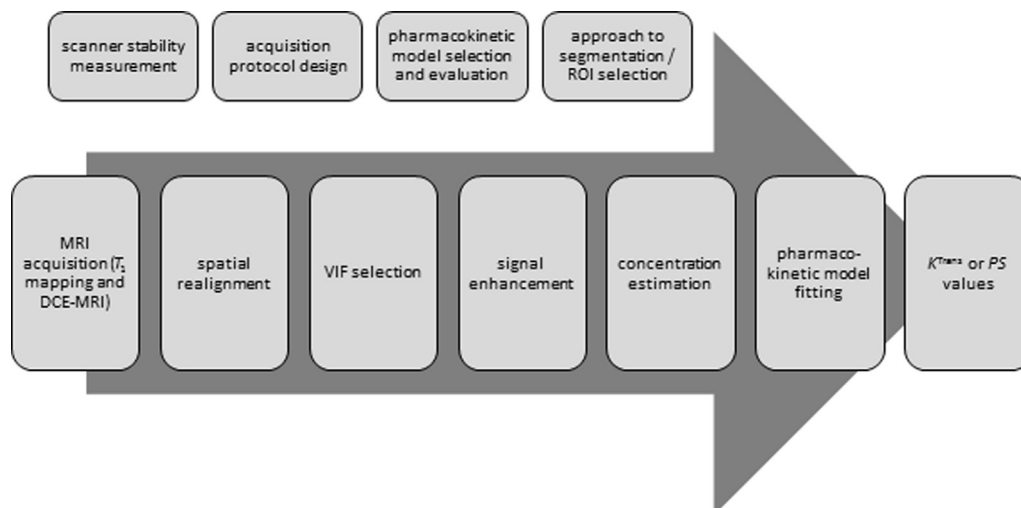 scanner stability
measurement
acquisition
protocol design
pharmacokinetic
model selection
and evaluation
approach to
segmentation /
ROI selection
MRI
acquisition (T₁
mapping and
DCE-MRI)
spatial
realignment
VIF selection
signal
enhancement
concentration
estimation
pharmaco-
kinetic model
fitting
Kᵀʳᵃⁿˢ or PS
values